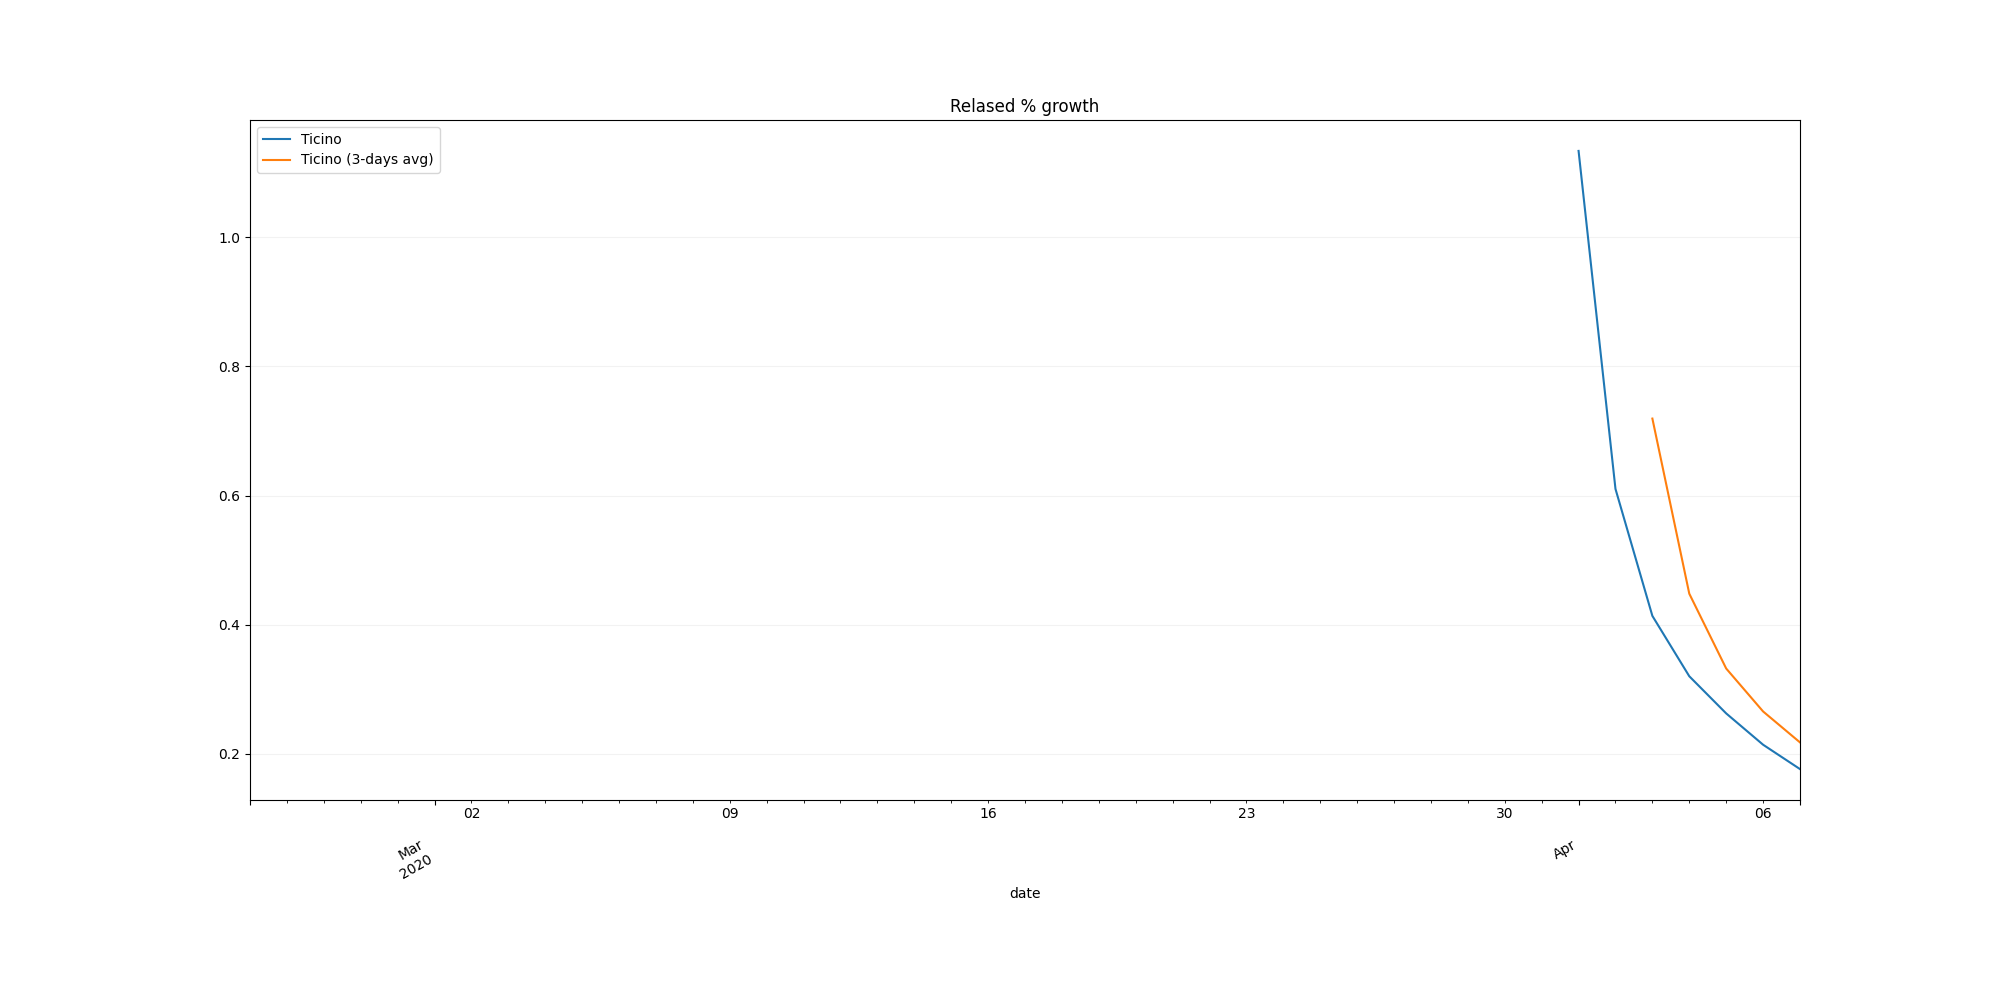 Relased % growth
Ticino
Ticino (3-days avg)
1.0
0.8
0.6
0.4
0.2
02
09
16
23
30
06
Mar
2020
Apr
date